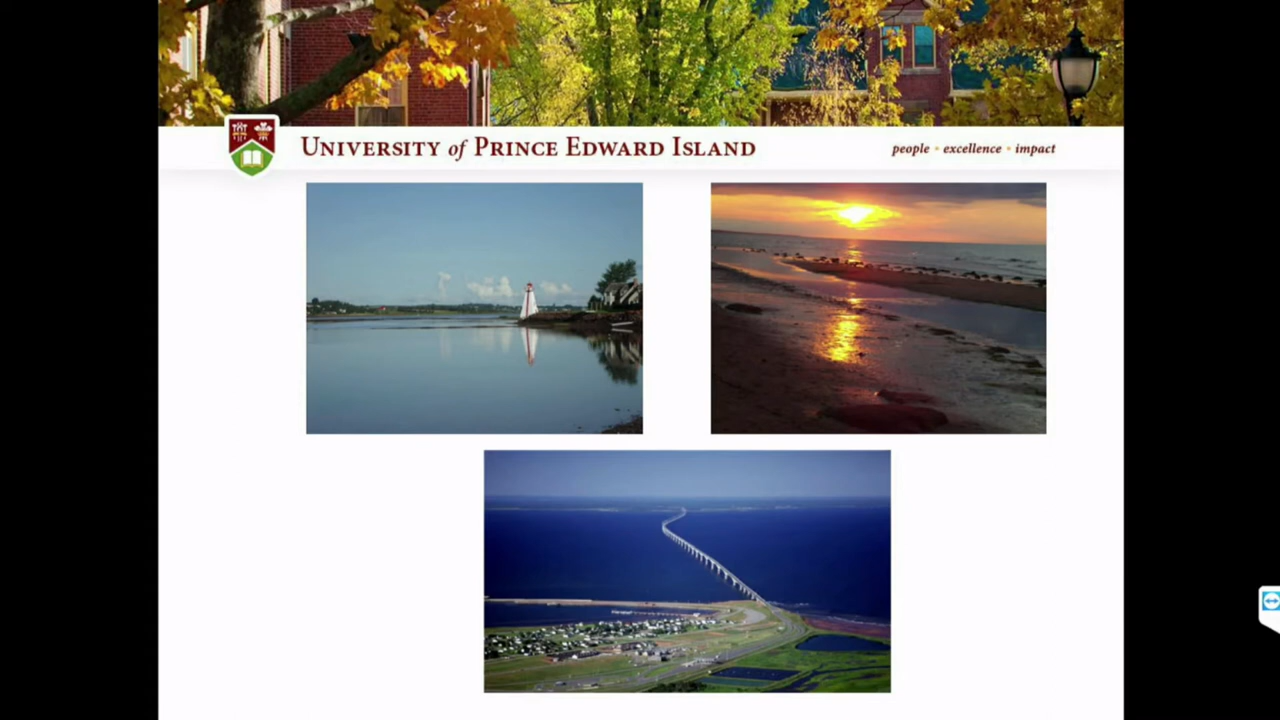 UNIVERSITY of PRINCE EDWARD ISLAND
people • excellence • impact